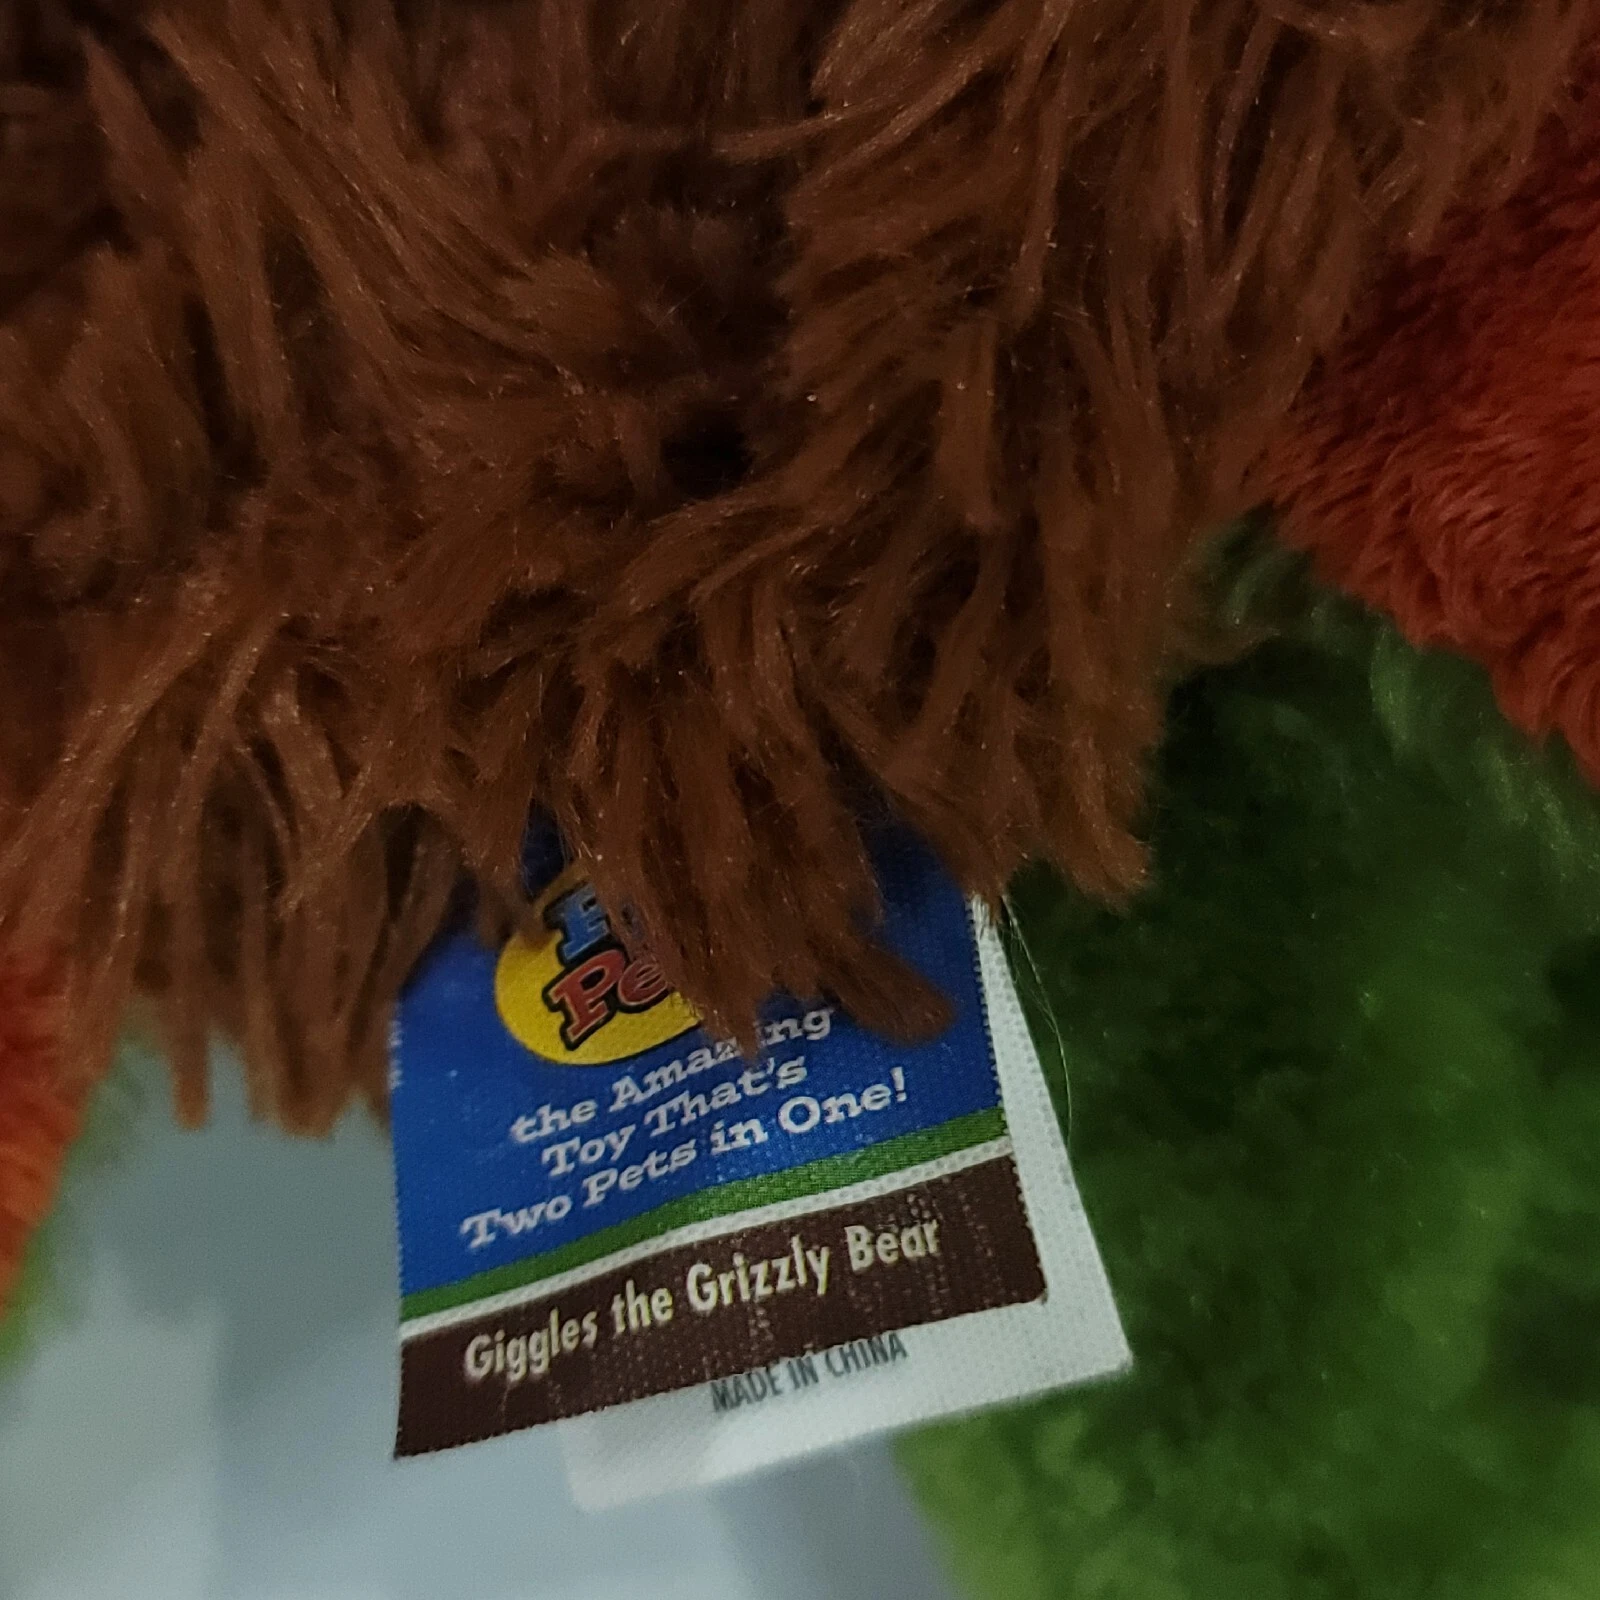 the Amazing
Toy That's
Two Pets in One!
Giggles the Grizzly Bear
MADE IN CHINA